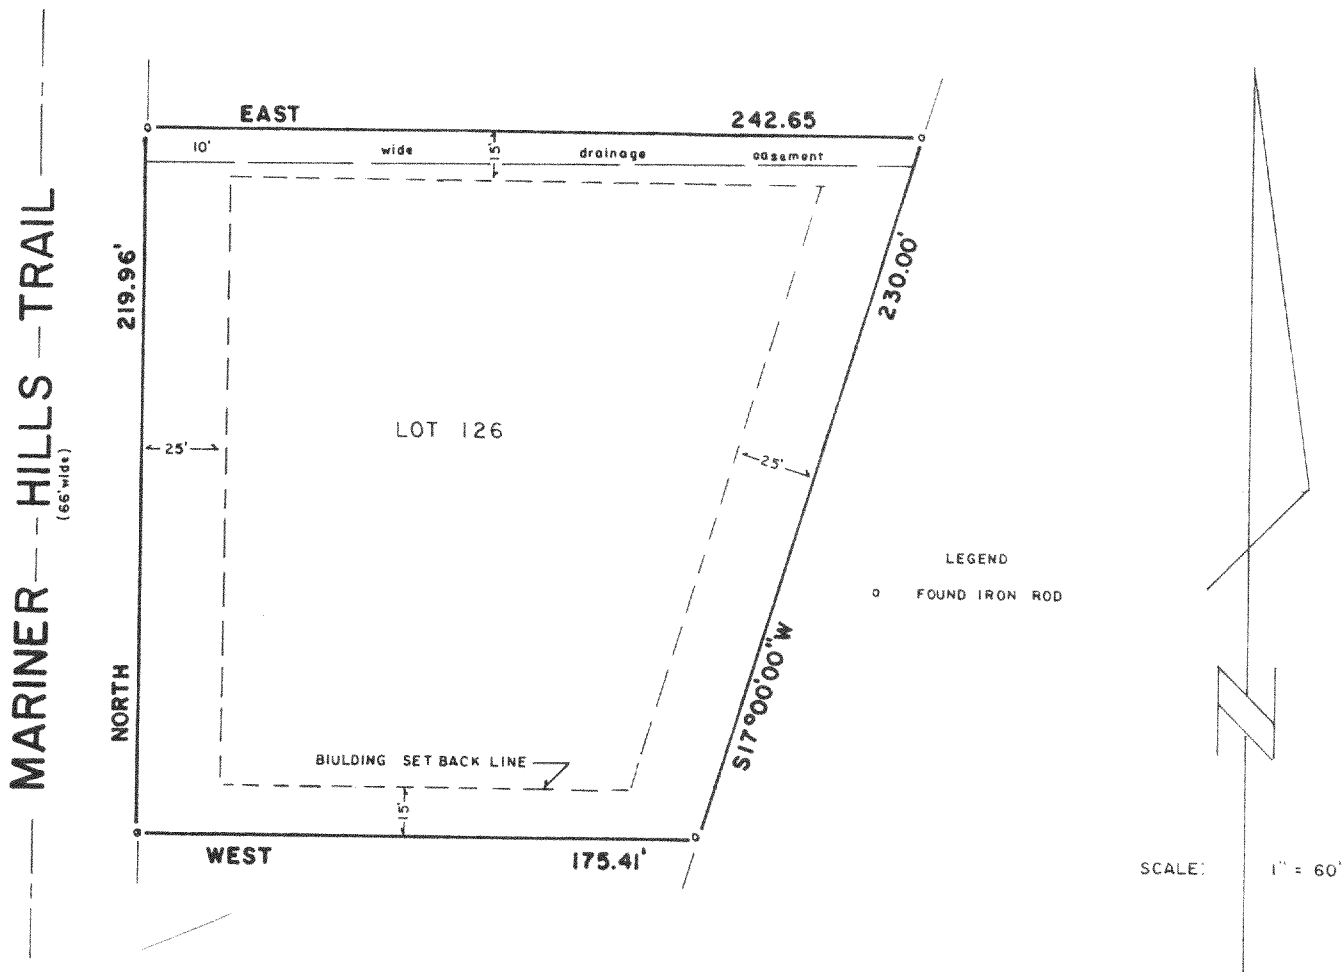 EAST
242.65
10' wide drainage easement
15'
MARINER HILLS TRAIL
(66'wide)
219.96'
NORTH
230.00'
S17°00'00"W
LOT 126
25'
25'
LEGEND
o FOUND IRON ROD
BIULDING SET BACK LINE
15'
WEST
175.41'
N
SCALE: 1" = 60'